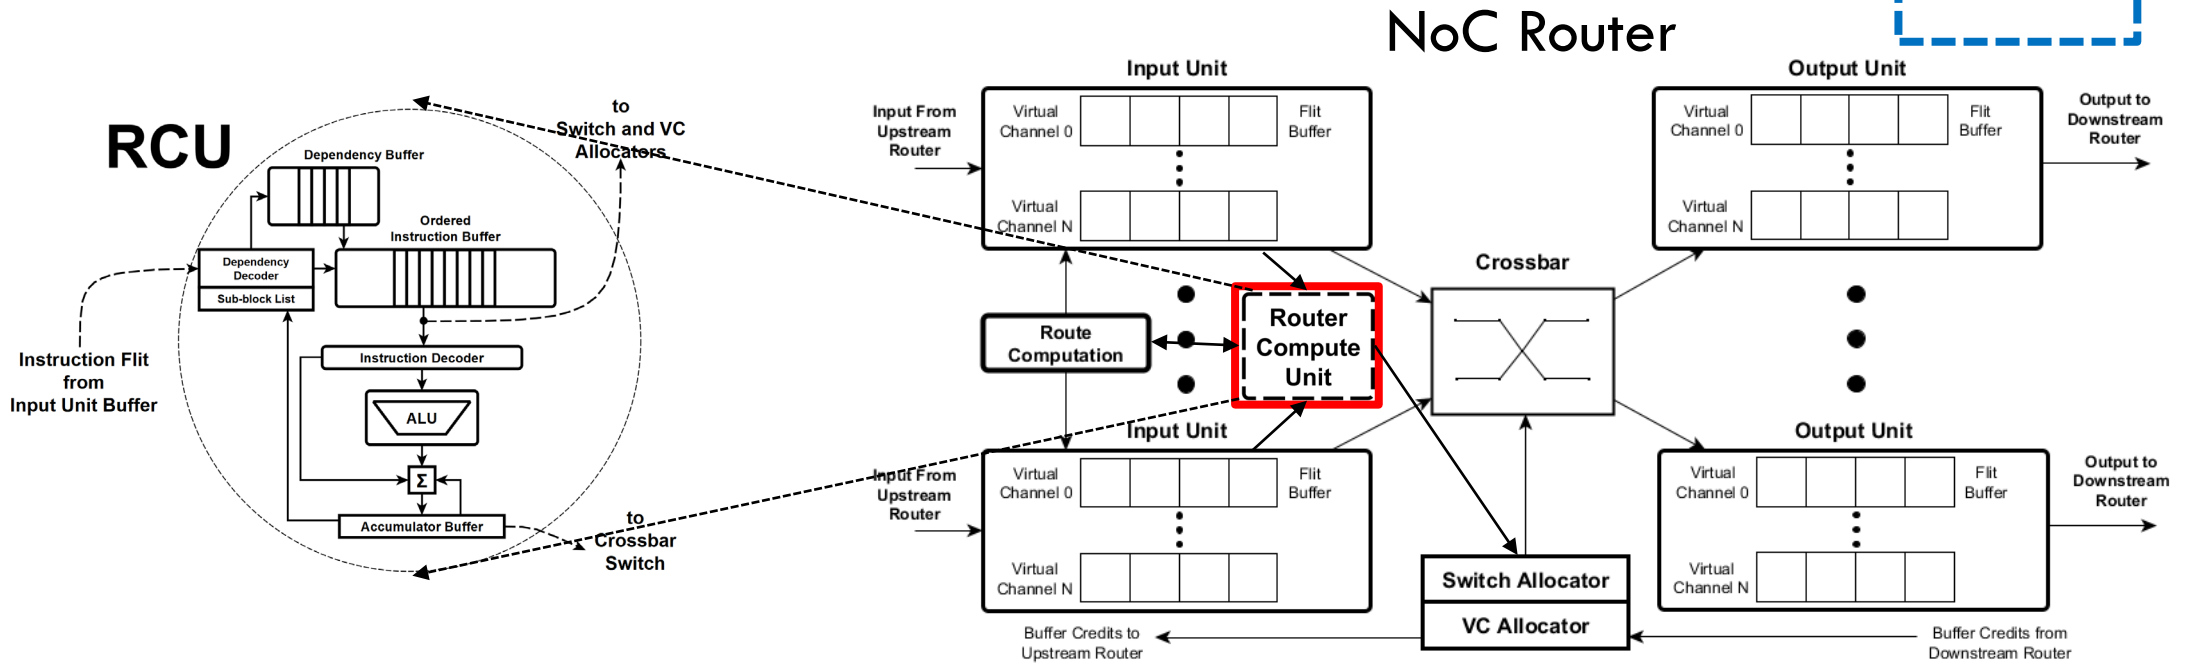 NoC Router
RCU
to
Switch and VC
Allocators
Dependency Buffer
Ordered
Instruction Buffer
Dependency
Decoder
Sub-block List
Instruction Flit
from
Input Unit Buffer
Instruction Decoder
ALU
Σ
Accumulator Buffer
to
Crossbar
Switch
Input Unit
Input From
Upstream
Router
Virtual
Channel 0
Flit
Buffer
Virtual
Channel N
Route
Computation
Router
Compute
Unit
Crossbar
Input Unit
Input From
Upstream
Router
Virtual
Channel 0
Flit
Buffer
Virtual
Channel N
Switch Allocator
VC Allocator
Buffer Credits to
Upstream Router
Buffer Credits from
Downstream Router
Output Unit
Virtual
Channel 0
Flit
Buffer
Virtual
Channel N
Output to
Downstream
Router
Output Unit
Virtual
Channel 0
Flit
Buffer
Virtual
Channel N
Output to
Downstream
Router